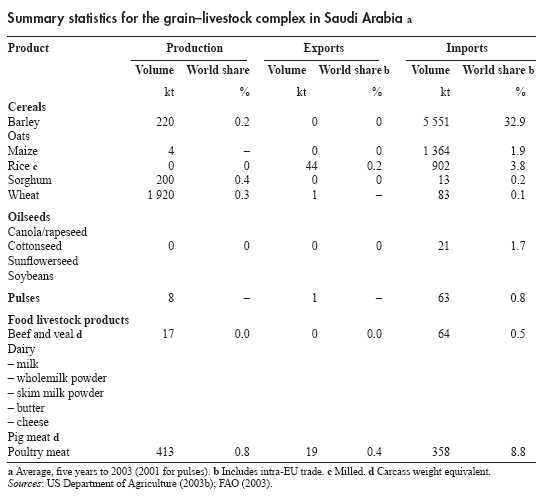 Summary statistics for the grain–livestock complex in Saudi Arabia a
Product Production Exports Imports
Volume World share Volume World share b Volume World share b
kt % kt % kt %
Cereals
Barley 220 0.2 0 0 5 551 32.9
Oats
Maize 4 – 0 0 1 364 1.9
Rice c 0 0 44 0.2 902 3.8
Sorghum 200 0.4 0 0 13 0.2
Wheat 1 920 0.3 1 – 83 0.1
Oilseeds
Canola/rapeseed
Cottonseed 0 0 0 0 21 1.7
Sunflowerseed
Soybeans
Pulses 8 – 1 – 63 0.8
Food livestock products
Beef and veal d 17 0.0 0 0.0 64 0.5
Dairy
– milk
– wholemilk powder
– skim milk powder
– butter
– cheese
Pig meat d
Poultry meat 413 0.8 19 0.4 358 8.8
a Average, five years to 2003 (2001 for pulses). b Includes intra-EU trade. c Milled. d Carcass weight equivalent.
Sources: US Department of Agriculture (2003b); FAO (2003).